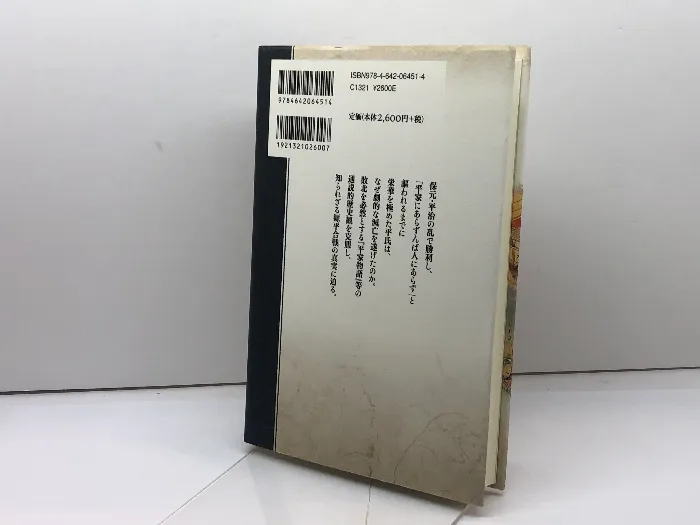 ISBN978-4-642-06451-4
C1321 ¥2600E
9784642064514
定価(本体2,600円+税)
1921321026007
保元・平治の乱で勝利し、
「平家にあらずんば人にあらず」と
謳われるまでに
栄華を極めた平氏は、
なぜ劇的な滅亡を遂げたのか。
敗北を必然とする『平家物語』等の
通説的歴史観を克服し、
知られざる源平合戦の真実に迫る。